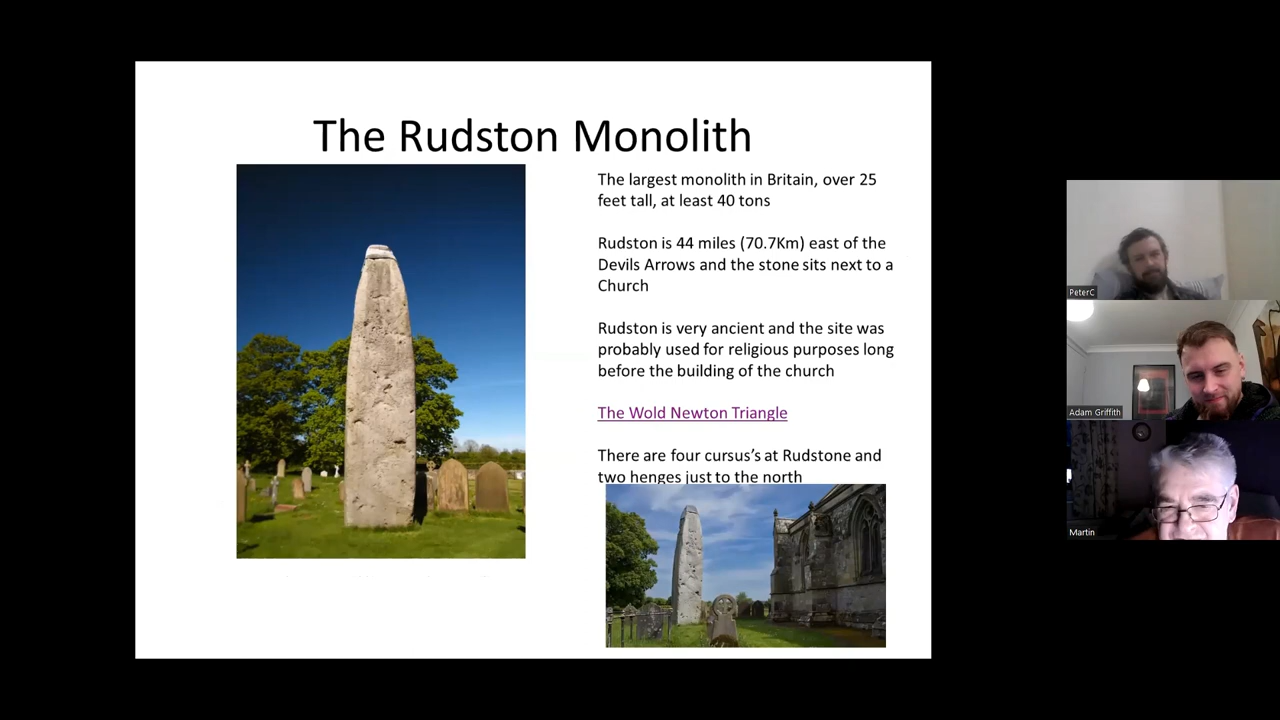 The Rudston Monolith
The largest monolith in Britain, over 25
feet tall, at least 40 tons
Rudston is 44 miles (70.7Km) east of the
Devils Arrows and the stone sits next to a
Church
Rudston is very ancient and the site was
probably used for religious purposes long
before the building of the church
The Wold Newton Triangle
There are four cursus’s at Rudstone and
two henges just to the north
PeterC
Adam Griffith
Martin